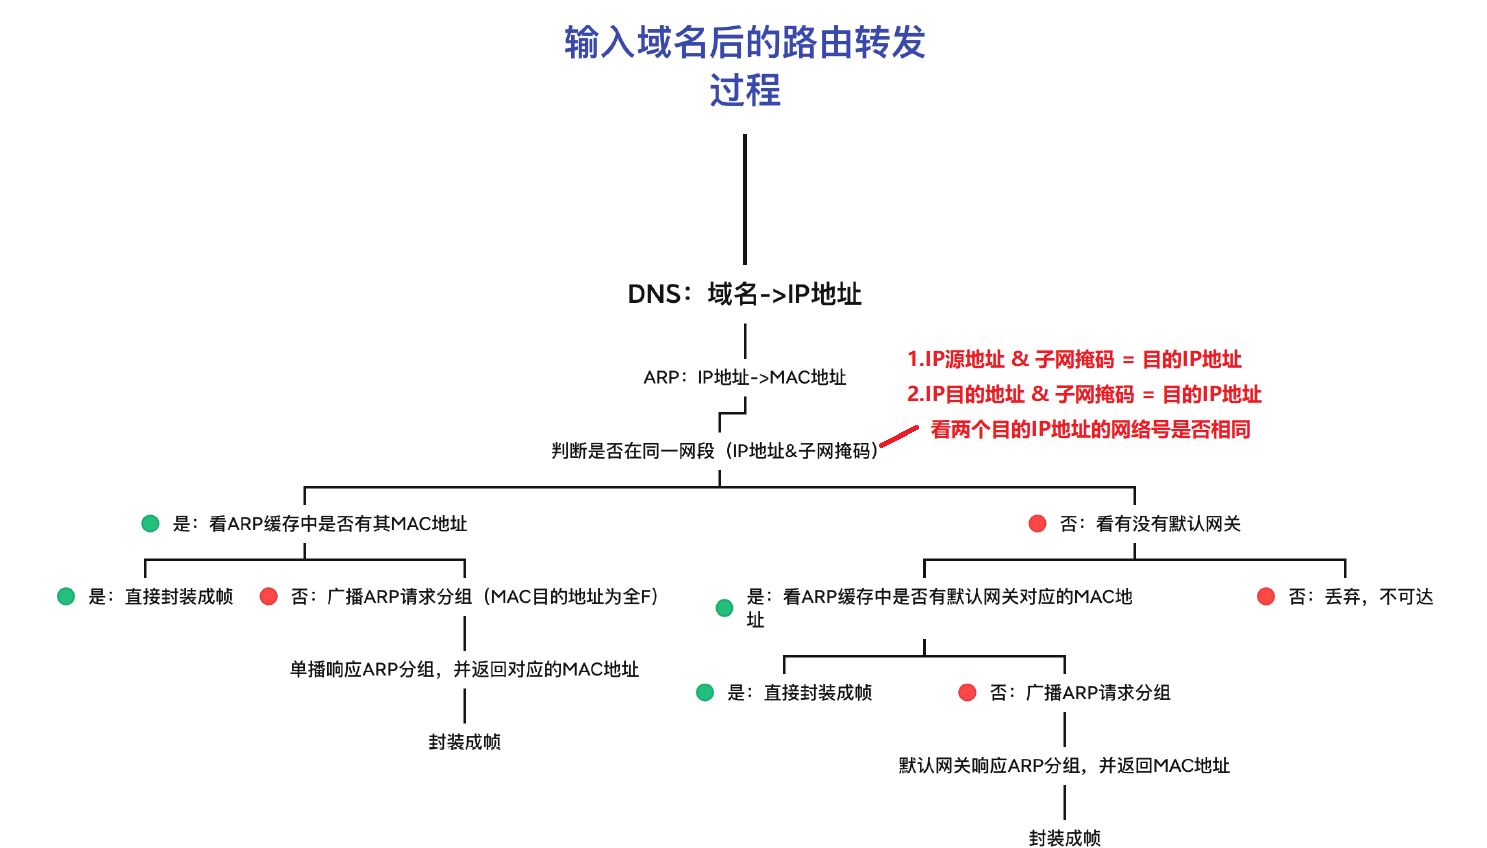 输入域名后的路由转发
过程
DNS：域名->IP地址
ARP：IP地址->MAC地址
1.IP源地址 & 子网掩码 = 目的IP地址
2.IP目的地址 & 子网掩码 = 目的IP地址
看两个目的IP地址的网络号是否相同
判断是否在同一网段（IP地址&子网掩码）
是：看ARP缓存中是否有其MAC地址
否：看有没有默认网关
是：直接封装成帧
否：广播ARP请求分组（MAC目的地址为全F）
是：看ARP缓存中是否有默认网关对应的MAC地
址
否：丢弃，不可达
单播响应ARP分组，并返回对应的MAC地址
是：直接封装成帧
否：广播ARP请求分组
封装成帧
默认网关响应ARP分组，并返回MAC地址
封装成帧